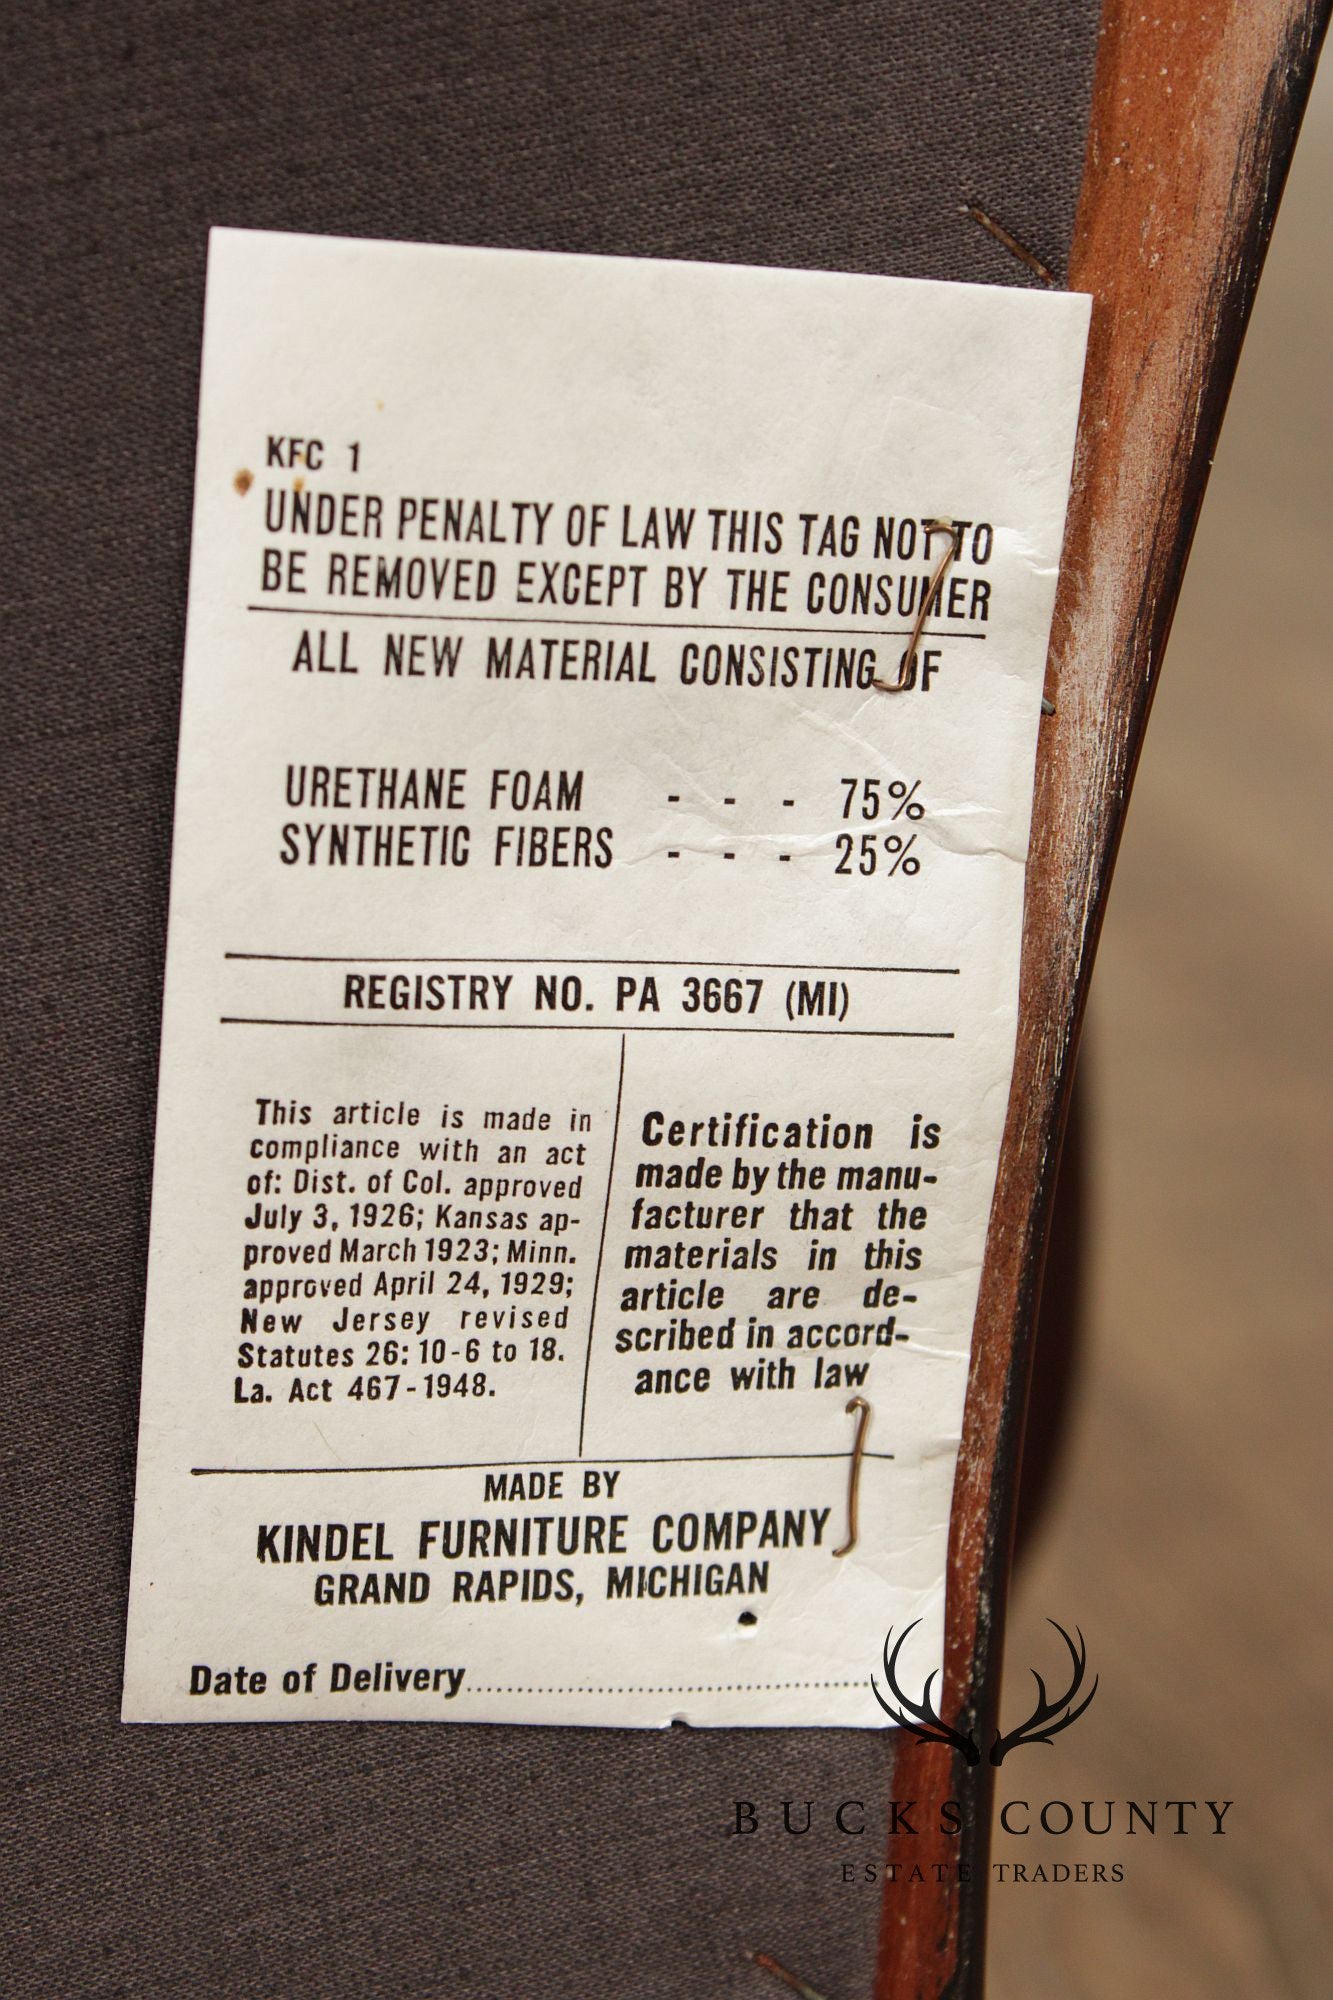 KFC 1
UNDER PENALTY OF LAW THIS TAG NOT TO
BE REMOVED EXCEPT BY THE CONSUMER
ALL NEW MATERIAL CONSISTING OF
URETHANE FOAM - - - 75%
SYNTHETIC FIBERS - - - 25%
REGISTRY NO. PA 3667 (MI)
This article is made in
compliance with an act
of: Dist. of Col. approved
July 3, 1926; Kansas ap-
proved March 1923; Minn.
approved April 24, 1929;
New Jersey revised
Statutes 26: 10-6 to 18.
La. Act 467-1948.
Certification is
made by the manu-
facturer that the
materials in this
article are de-
scribed in accord-
ance with law
MADE BY
KINDEL FURNITURE COMPANY
GRAND RAPIDS, MICHIGAN
Date of Delivery
BUCKS COUNTY
ESTATE TRADERS